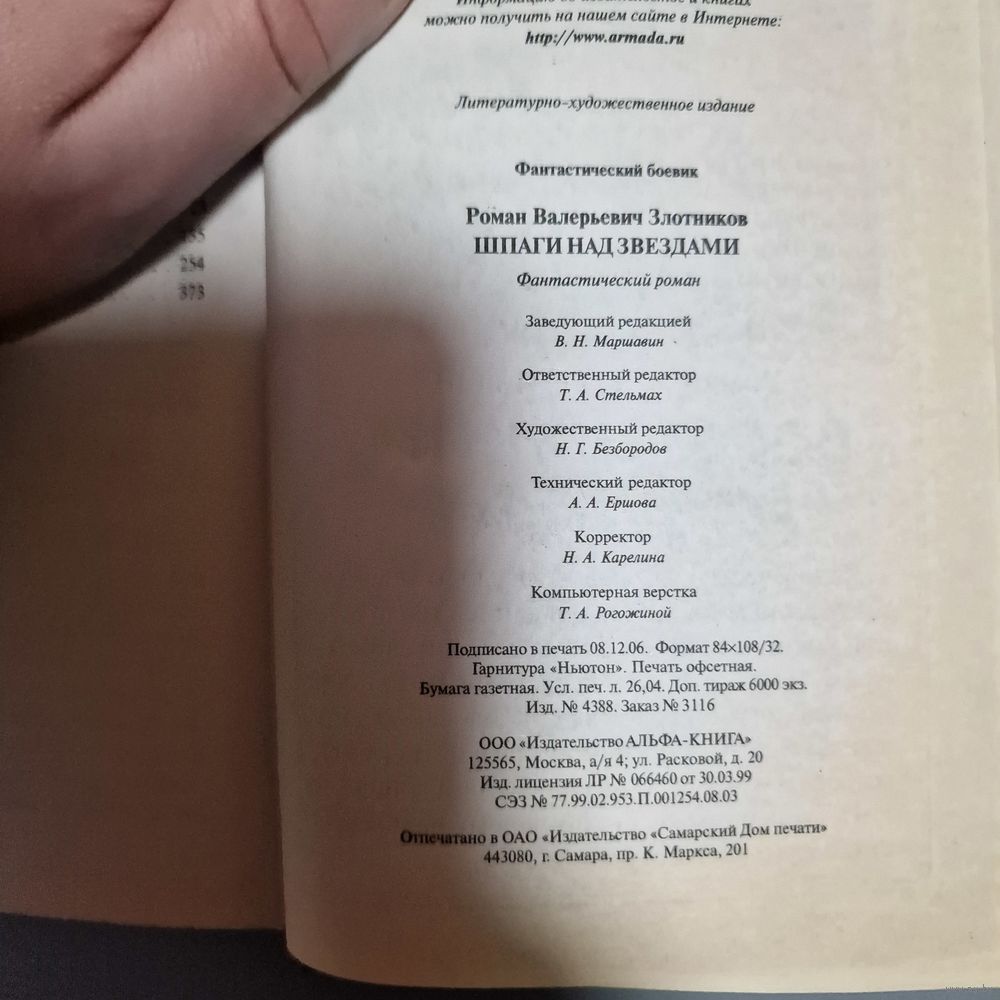 Информацию об издательстве и книгах
можно получить на нашем сайте в Интернете:
http://www.armada.ru
Литературно-художественное издание
Фантастический боевик
Роман Валерьевич Злотников
ШПАГИ НАД ЗВЕЗДАМИ
Фантастический роман
Заведующий редакцией
В. Н. Маршавин
Ответственный редактор
Т. А. Стельмах
Художественный редактор
Н. Г. Безбородов
Технический редактор
А. А. Ершова
Корректор
Н. А. Карелина
Компьютерная верстка
Т. А. Рогожиной
Подписано в печать 08.12.06. Формат 84×108/32.
Гарнитура «Ньютон». Печать офсетная.
Бумага газетная. Усл. печ. л. 26,04. Доп. тираж 6000 экз.
Изд. № 4388. Заказ № 3116
ООО «Издательство АЛЬФА-КНИГА»
125565, Москва, а/я 4; ул. Расковой, д. 20
Изд. лицензия ЛР № 066460 от 30.03.99
СЭЗ № 77.99.02.953.П.001254.08.03
Отпечатано в ОАО «Издательство «Самарский Дом печати»
443080, г. Самара, пр. К. Маркса, 201
254
373